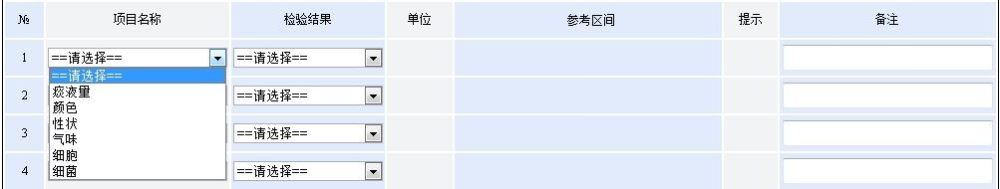 № 项目名称 检验结果 单位 参考区间 提示 备注
1 ==请选择== ==请选择==
==请选择==
痰液量
2 ==请选择==
颜色
性状
3 ==请选择==
气味
细胞
4 细菌 ==请选择==